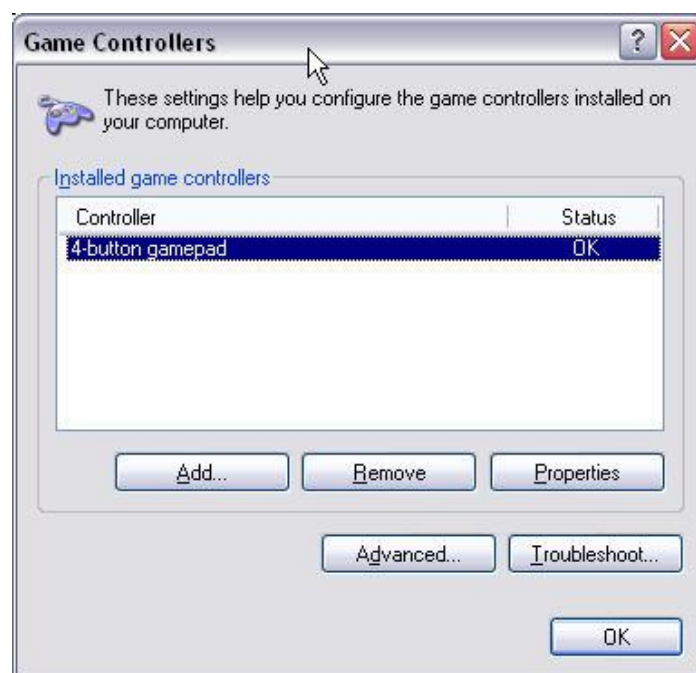 Game Controllers
These settings help you configure the game controllers installed on
your computer.
Installed game controllers
Controller Status
4-button gamepad OK
Add... Remove Properties
Advanced... Troubleshoot...
OK